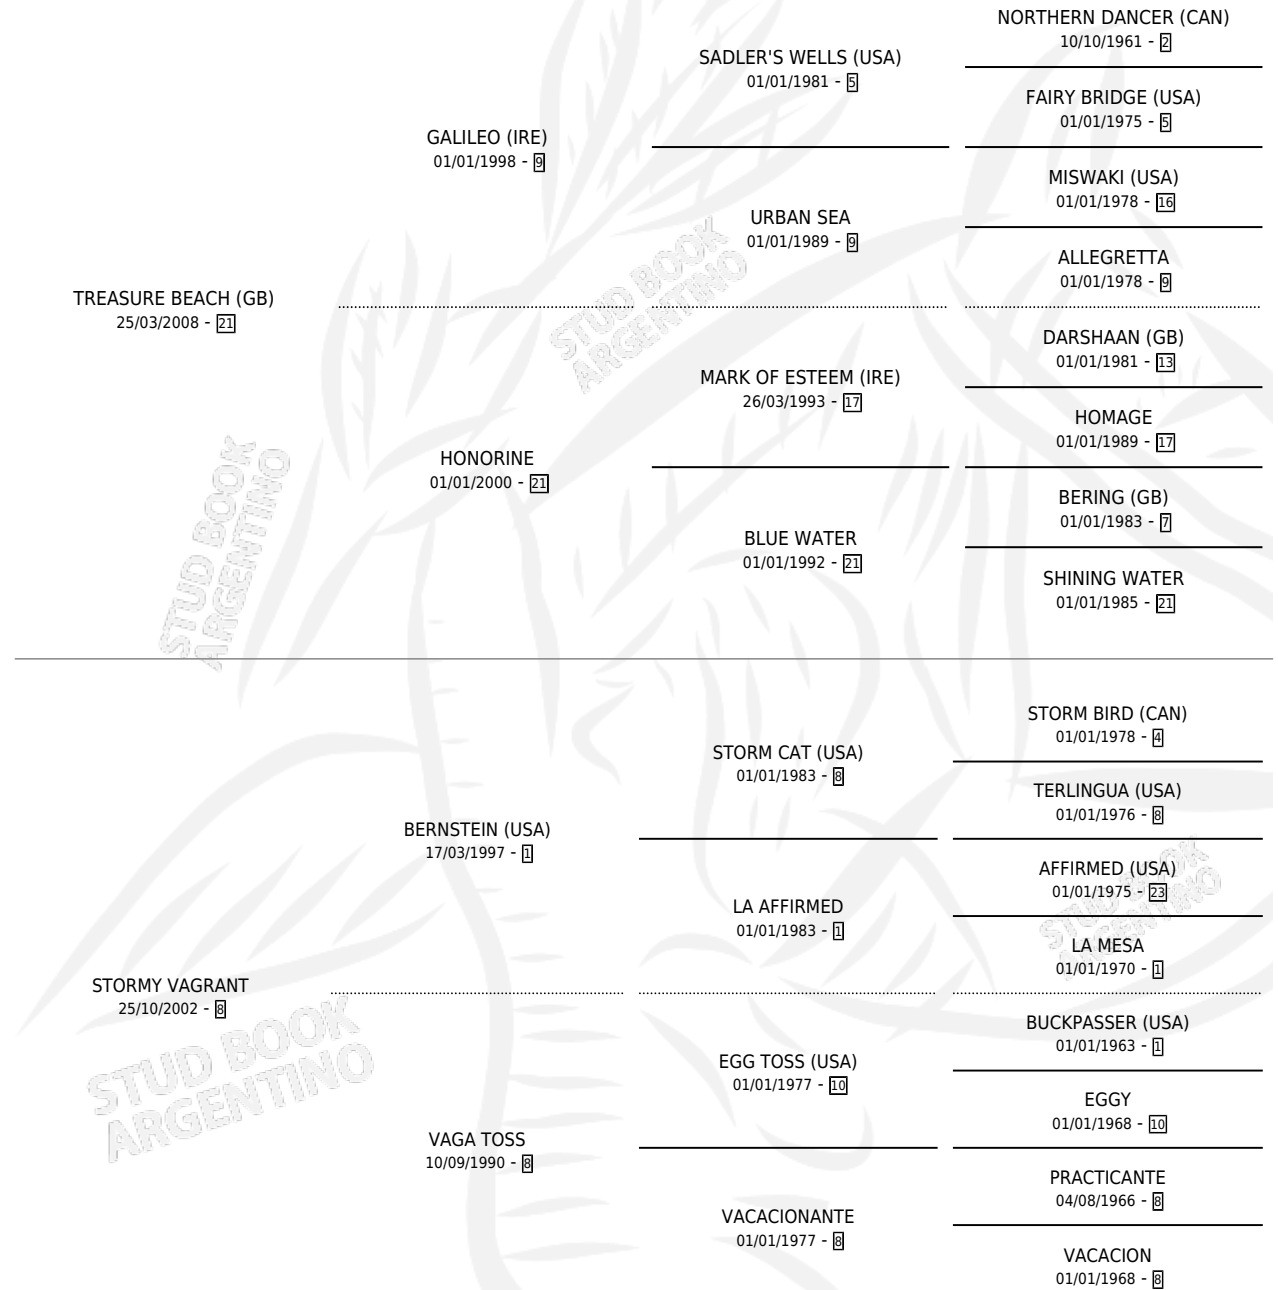 NORTHERN DANCER (CAN)
10/10/1961 - 2
SADLER'S WELLS (USA)
01/01/1981 - 5
FAIRY BRIDGE (USA)
01/01/1975 - 5
GALILEO (IRE)
01/01/1998 - 9
MISWAKI (USA)
01/01/1978 - 16
URBAN SEA
01/01/1989 - 9
ALLEGRETTA
01/01/1978 - 9
TREASURE BEACH (GB)
25/03/2008 - 21
STUD BOOK
ARGENTINO
DARSHAAN (GB)
01/01/1981 - 13
MARK OF ESTEEM (IRE)
26/03/1993 - 17
HOMAGE
01/01/1989 - 17
HONORINE
01/01/2000 - 21
BERING (GB)
01/01/1983 - 7
BLUE WATER
01/01/1992 - 21
SHINING WATER
01/01/1985 - 21
STUD BOOK
ARGENTINO
STORM BIRD (CAN)
01/01/1978 - 4
STORM CAT (USA)
01/01/1983 - 8
TERLINGUA (USA)
01/01/1976 - 8
BERNSTEIN (USA)
17/03/1997 - 1
AFFIRMED (USA)
01/01/1975 - 23
LA AFFIRMED
01/01/1983 - 1
LA MESA
01/01/1970 - 1
STUD BOOK
ARGENTINO
STORMY VAGRANT
25/10/2002 - 8
BUCKPASSER (USA)
01/01/1963 - 1
EGG TOSS (USA)
01/01/1977 - 10
EGGY
01/01/1968 - 10
STUD BOOK
ARGENTINO
VAGA TOSS
10/09/1990 - 8
PRACTICANTE
04/08/1966 - 8
VACACIONANTE
01/01/1977 - 8
VACACION
01/01/1968 - 8